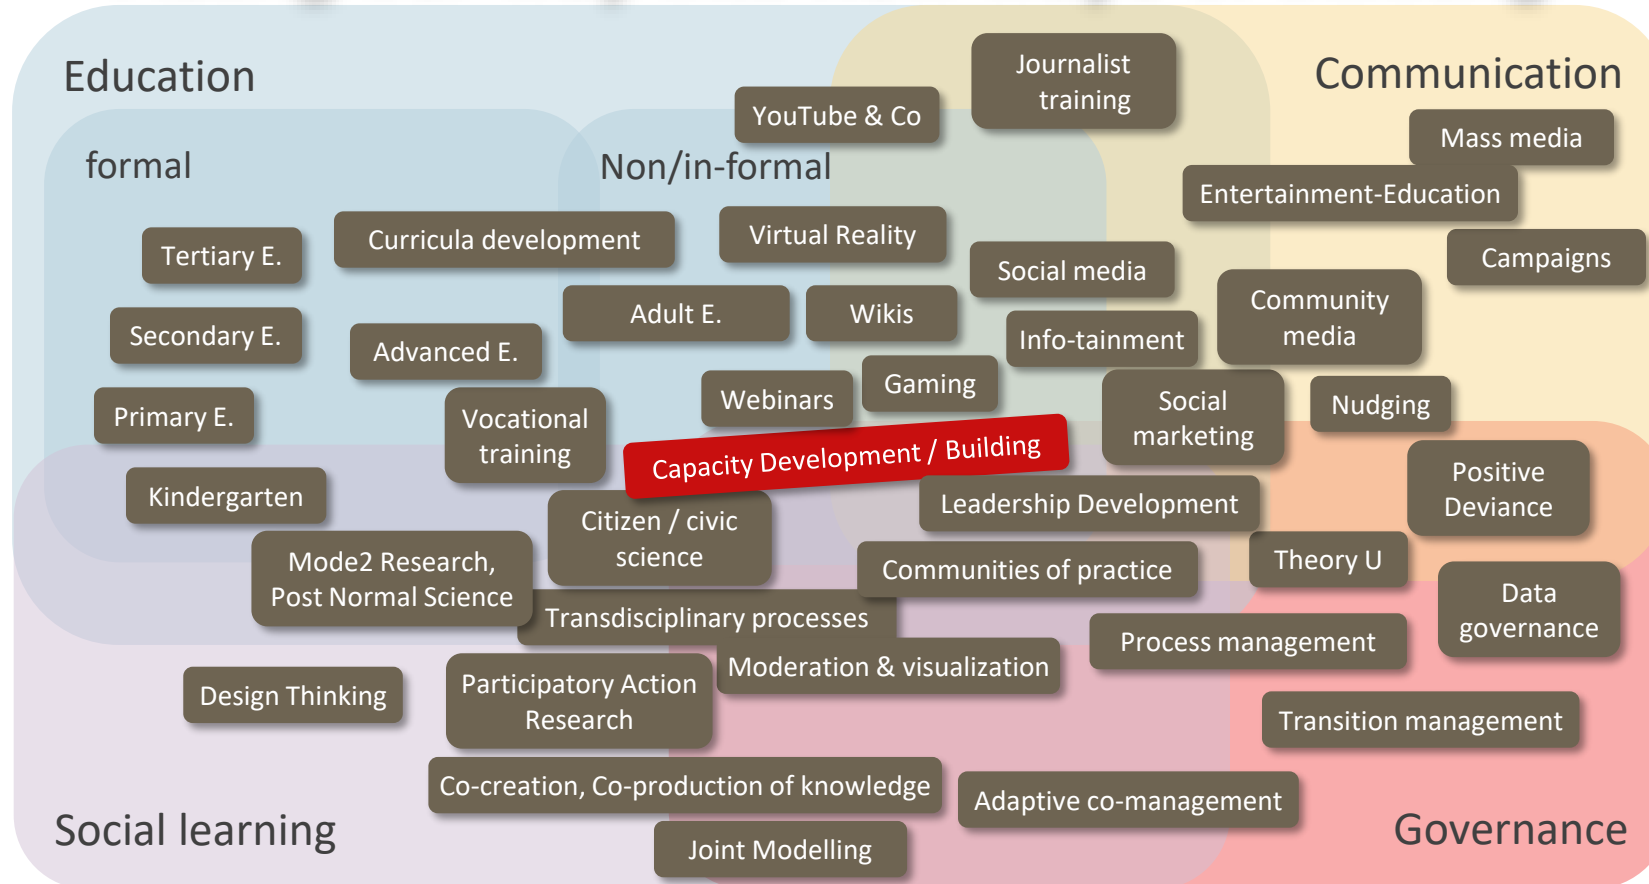 Education
Communication
Journalist
training
YouTube & Co
Mass media
formal
Non/in-formal
Entertainment-Education
Tertiary E.
Curricula development
Virtual Reality
Social media
Campaigns
Secondary E.
Adult E.
Wikis
Community
media
Advanced E.
Info-tainment
Primary E.
Vocational
training
Webinars
Gaming
Social
marketing
Nudging
Capacity Development / Building
Kindergarten
Citizen / civic
science
Leadership Development
Positive
Deviance
Mode2 Research,
Post Normal Science
Communities of practice
Theory U
Data
governance
Transdisciplinary processes
Process management
Moderation & visualization
Design Thinking
Participatory Action
Research
Transition management
Co-creation, Co-production of knowledge
Adaptive co-management
Social learning
Joint Modelling
Governance